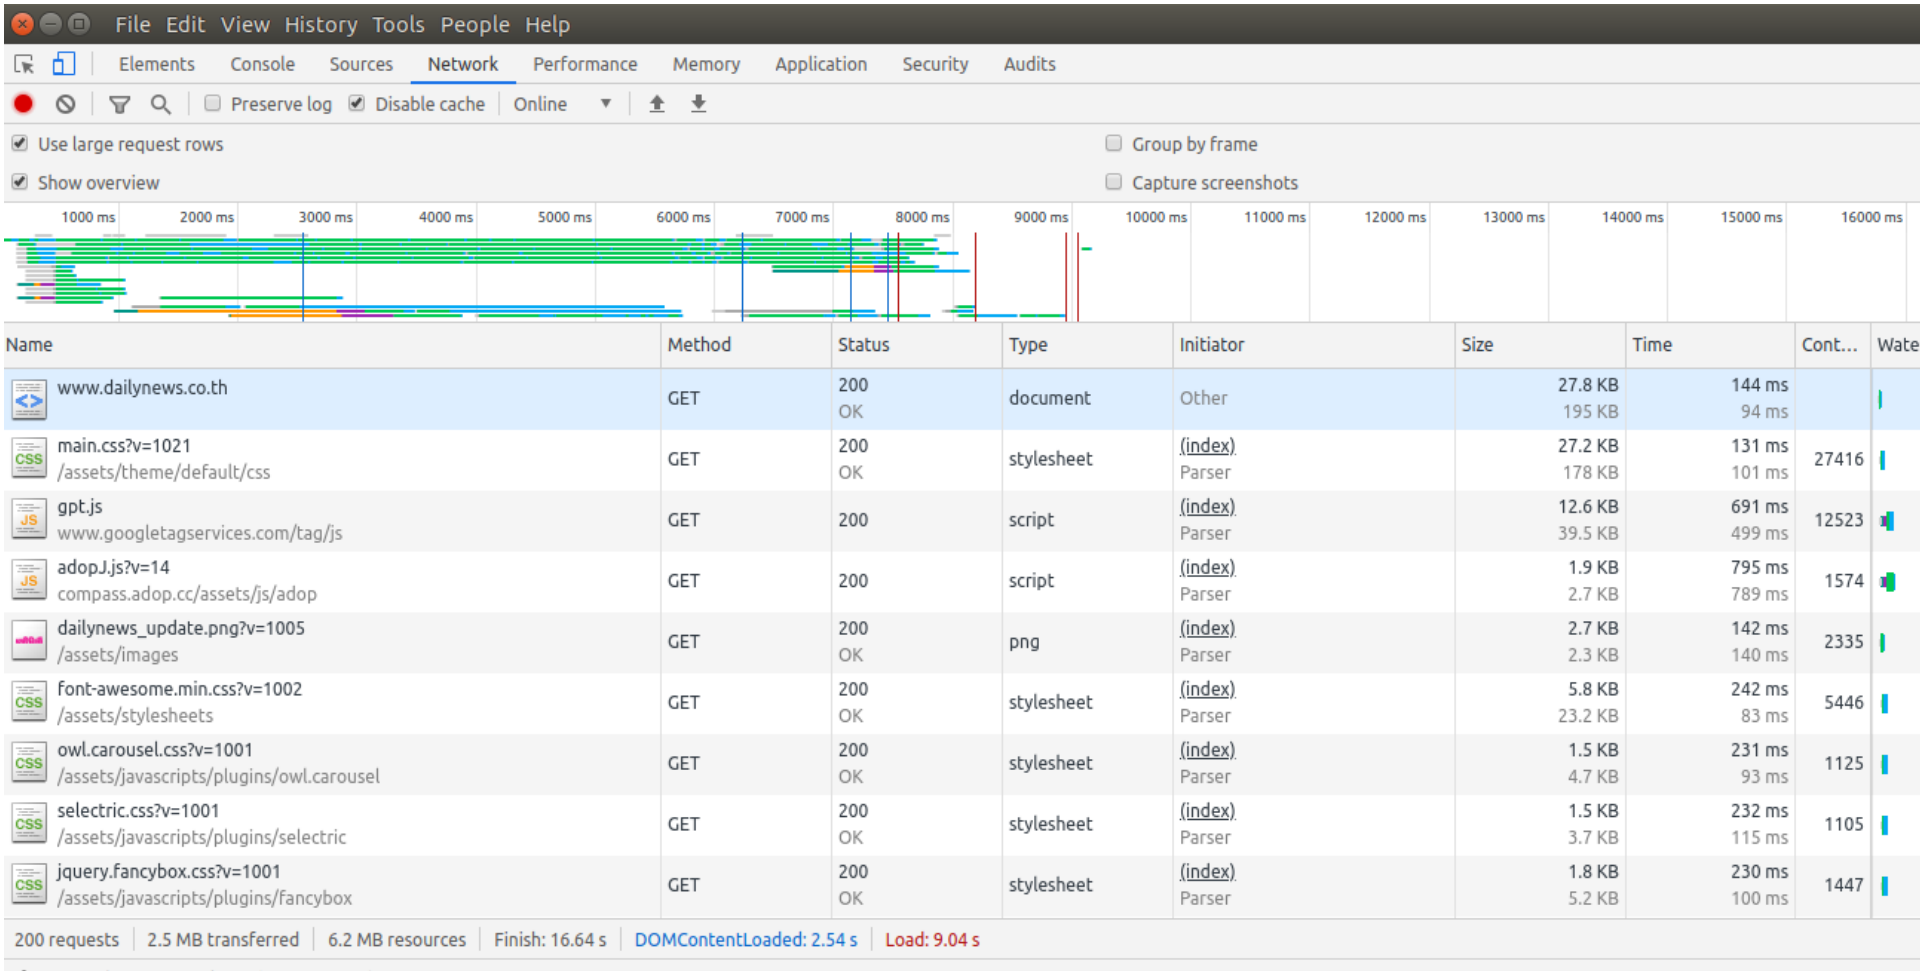 File Edit View History Tools People Help
Elements Console Sources Network Performance Memory Application Security Audits
Preserve log Disable cache Online
Use large request rows Group by frame
Show overview Capture screenshots
1000 ms 2000 ms 3000 ms 4000 ms 5000 ms 6000 ms 7000 ms 8000 ms 9000 ms 10000 ms 11000 ms 12000 ms 13000 ms 14000 ms 15000 ms 16000 ms
Name Method Status Type Initiator Size Time Cont... Wate
www.dailynews.co.th GET 200 document Other 27.8 KB 144 ms
OK 195 KB 94 ms
main.css?v=1021 GET 200 stylesheet (index) 27.2 KB 131 ms 27416
/assets/theme/default/css OK Parser 178 KB 101 ms
gpt.js GET 200 script (index) 12.6 KB 691 ms 12523
www.googletagservices.com/tag/js Parser 39.5 KB 499 ms
adopJ.js?v=14 GET 200 script (index) 1.9 KB 795 ms 1574
compass.adop.cc/assets/js/adop Parser 2.7 KB 789 ms
dailynews_update.png?v=1005 GET 200 png (index) 2.7 KB 142 ms 2335
/assets/images OK Parser 2.3 KB 140 ms
font-awesome.min.css?v=1002 GET 200 stylesheet (index) 5.8 KB 242 ms 5446
/assets/stylesheets OK Parser 23.2 KB 83 ms
owl.carousel.css?v=1001 GET 200 stylesheet (index) 1.5 KB 231 ms 1125
/assets/javascripts/plugins/owl.carousel OK Parser 4.7 KB 93 ms
selectric.css?v=1001 GET 200 stylesheet (index) 1.5 KB 232 ms 1105
/assets/javascripts/plugins/selectric OK Parser 3.7 KB 115 ms
jquery.fancybox.css?v=1001 GET 200 stylesheet (index) 1.8 KB 230 ms 1447
/assets/javascripts/plugins/fancybox OK Parser 5.2 KB 100 ms
200 requests 2.5 MB transferred 6.2 MB resources Finish: 16.64 s DOMContentLoaded: 2.54 s Load: 9.04 s